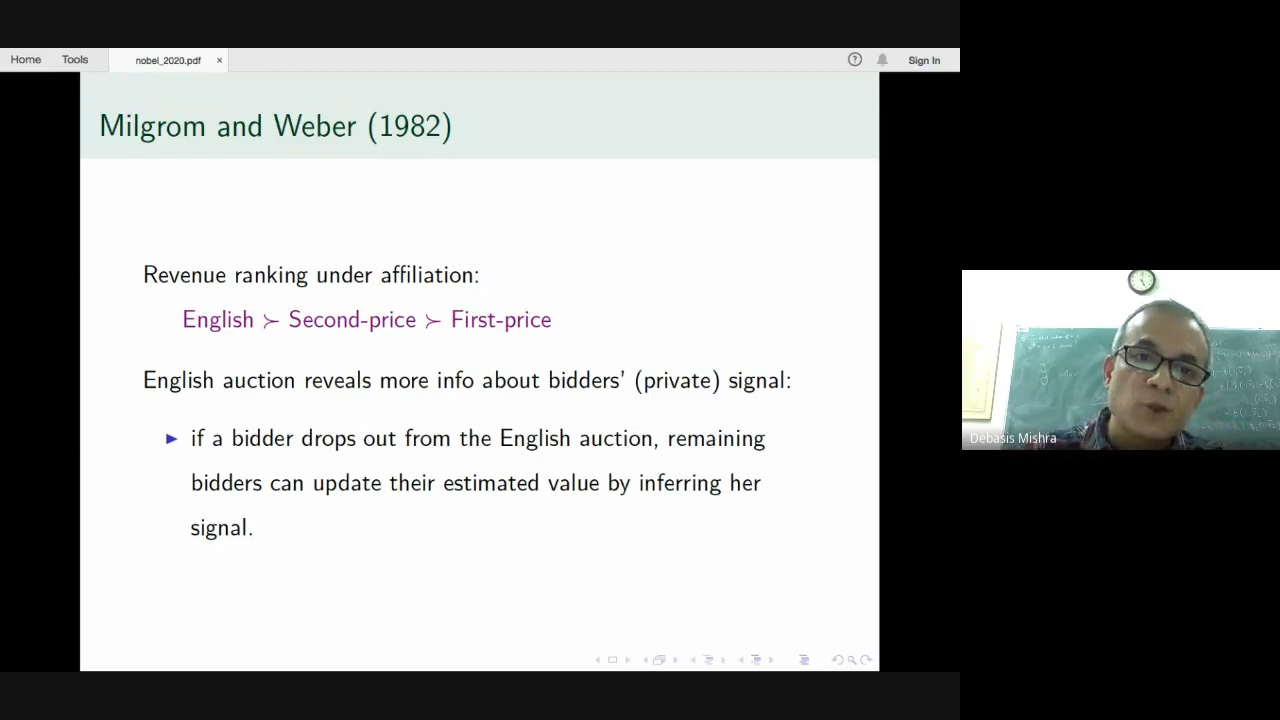 Home Tools nobel_2020.pdf × Sign In
Milgrom and Weber (1982)
Revenue ranking under affiliation:
English ≻ Second-price ≻ First-price
English auction reveals more info about bidders' (private) signal:
▶ if a bidder drops out from the English auction, remaining
bidders can update their estimated value by inferring her
signal.
Debasis Mishra